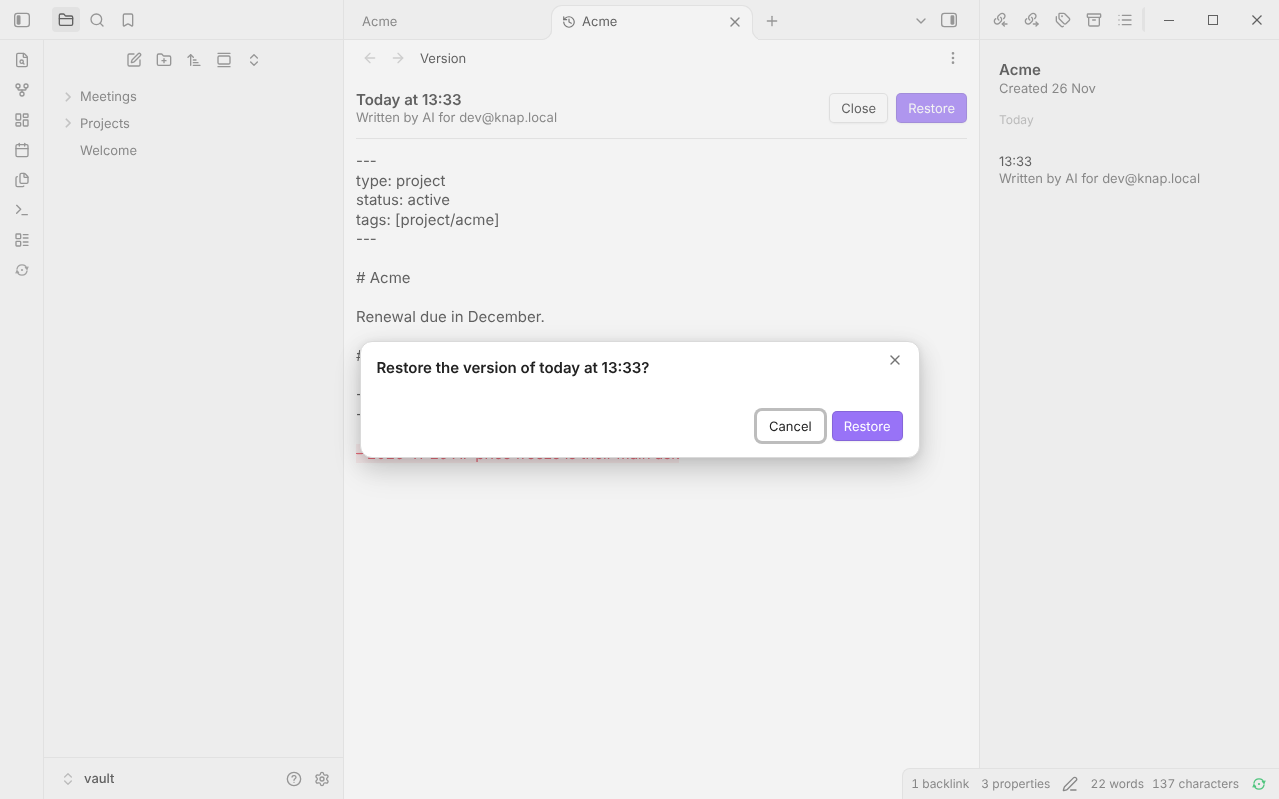 Acme
Acme
Version
Meetings
Projects
Welcome
Today at 13:33
Written by AI for dev@knap.local
Close
Restore
---
type: project
status: active
tags: [project/acme]
---
# Acme
Renewal due in December.
Restore the version of today at 13:33?
Cancel
Restore
Acme
Created 26 Nov
Today
13:33
Written by AI for dev@knap.local
vault
1 backlink
3 properties
22 words
137 characters